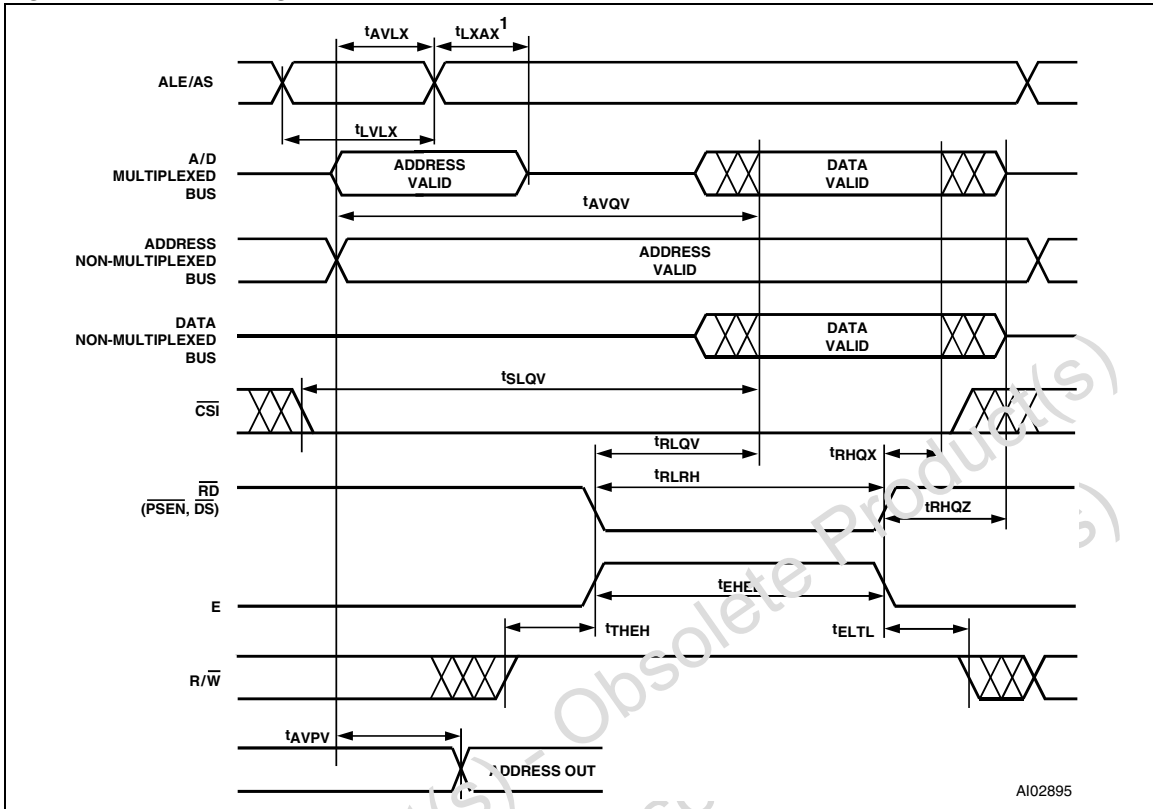 tAVLX
tLXAX1
ALE/AS
tLVLX
A/D
MULTIPLEXED
BUS
ADDRESS
VALID
DATA
VALID
tAVQV
ADDRESS
NON-MULTIPLEXED
BUS
ADDRESS
VALID
DATA
NON-MULTIPLEXED
BUS
DATA
VALID
tSLQV
CSI
tRLQV
tRHQX
tRLRH
RD
(PSEN, DS)
tRHQZ
E
tTHEH
tELTL
R/W
tAVPV
ADDRESS OUT
AI02895
Obsolete Product(s)